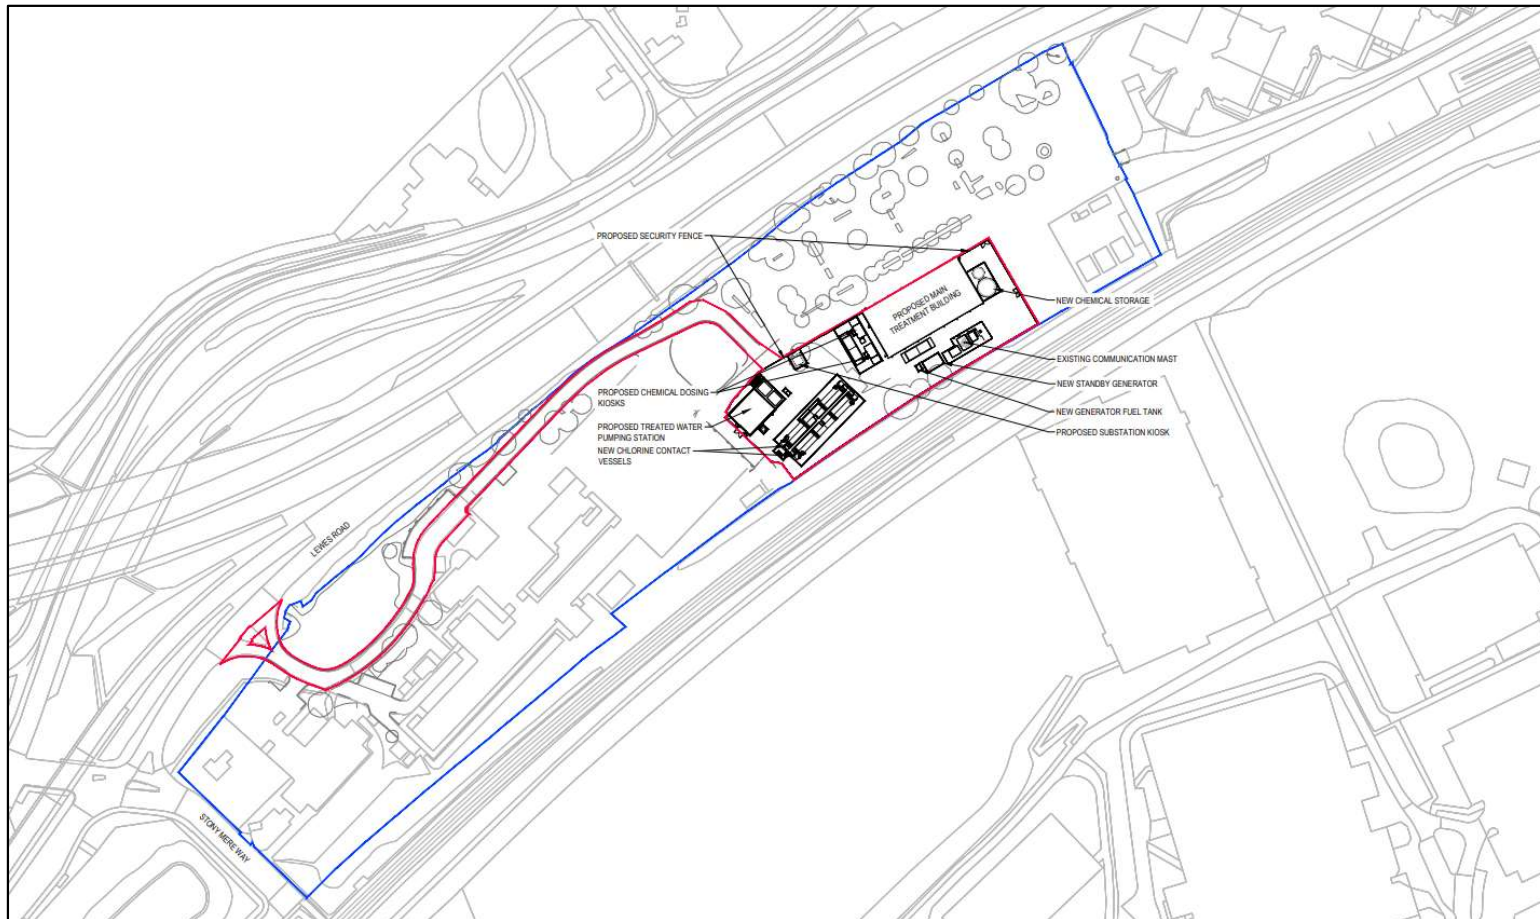 PROPOSED SECURITY FENCE
PROPOSED MAIN
TREATMENT BUILDING
NEW CHEMICAL STORAGE
EXISTING COMMUNICATION MAST
NEW STANDBY GENERATOR
PROPOSED CHEMICAL DOSING
KIOSKS
NEW GENERATOR FUEL TANK
PROPOSED TREATED WATER
PUMPING STATION
PROPOSED SUBSTATION KIOSK
NEW CHLORINE CONTACT
VESSELS
LEWES ROAD
STONY MERE WAY